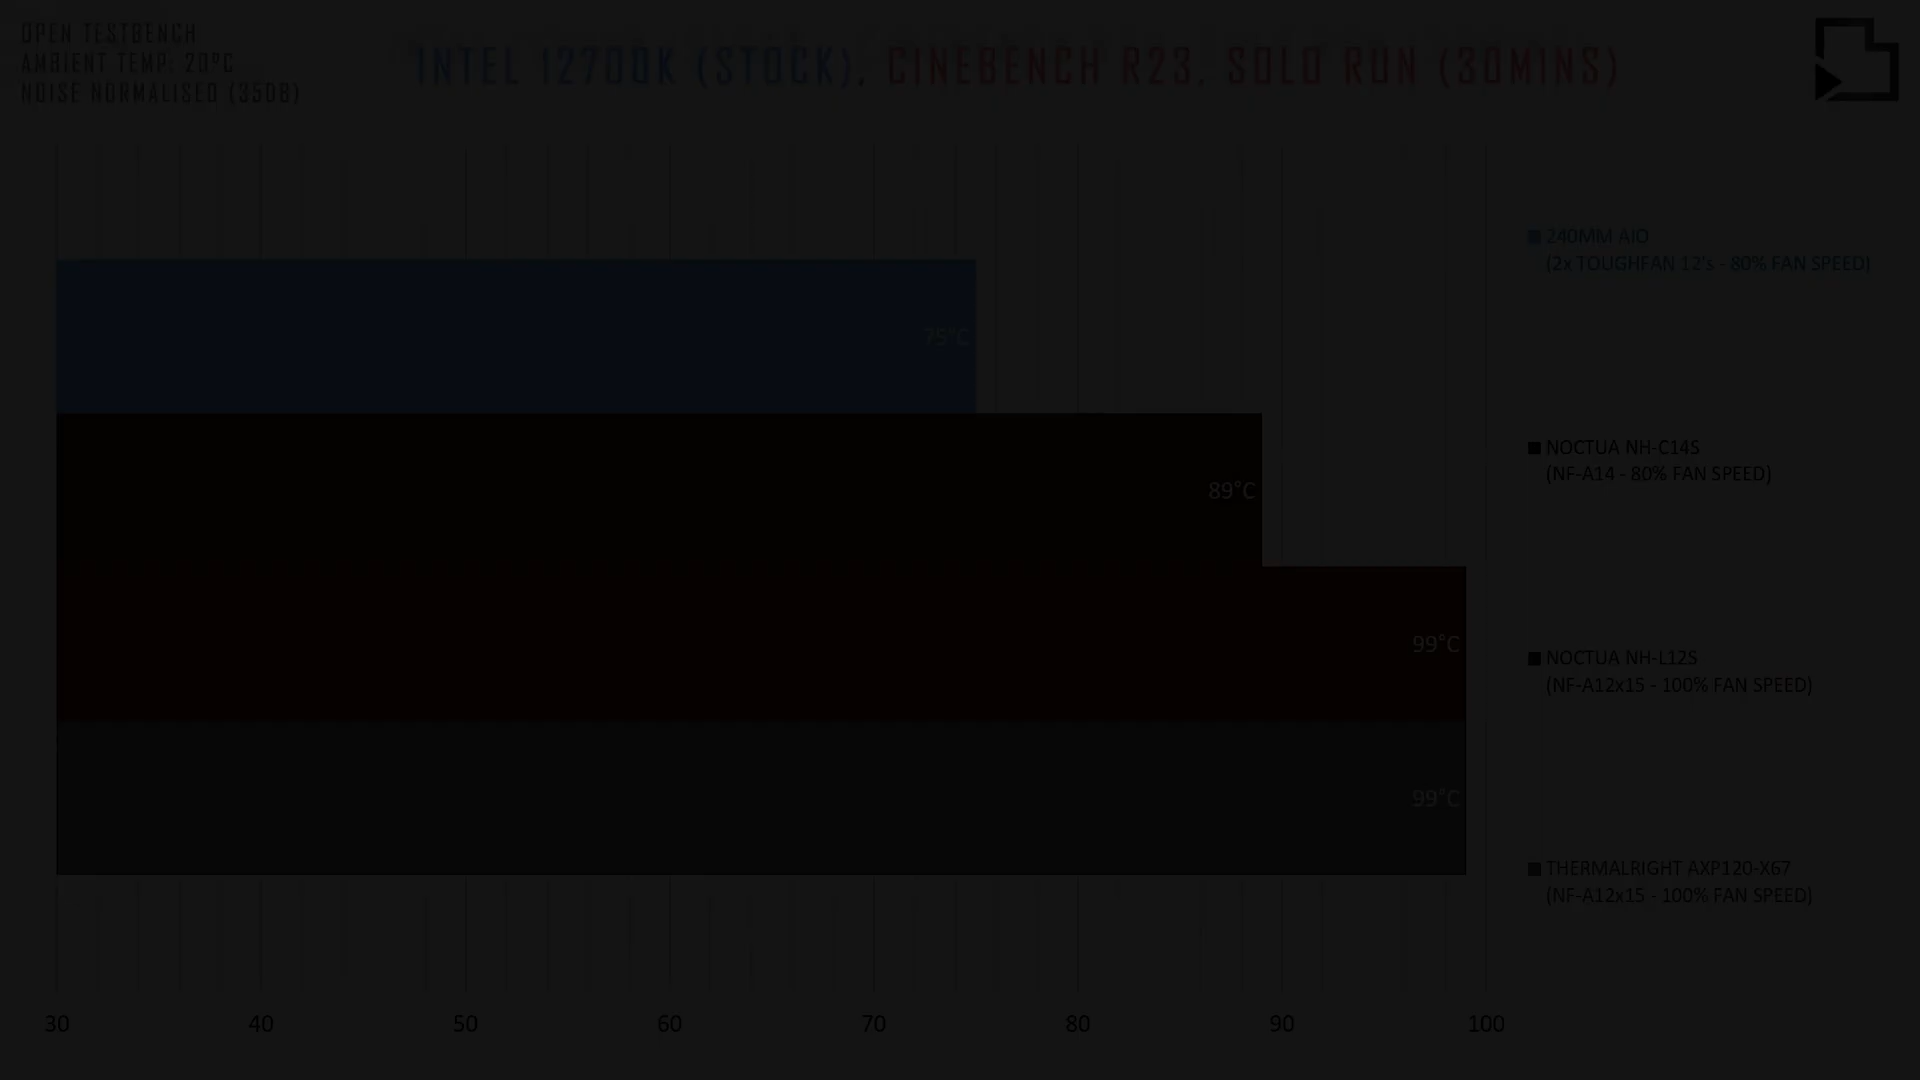 OPEN TESTBENCH
AMBIENT TEMP: 20°C
NOISE NORMALISED (35DB)
INTEL 12700K (STOCK), CINEBENCH R23, SOLO RUN (30MINS)
240MM AIO
(2x TOUGHFAN 12's - 80% FAN SPEED)
75°C
NOCTUA NH-C14S
(NF-A14 - 80% FAN SPEED)
89°C
99°C
NOCTUA NH-L12S
(NF-A12x15 - 100% FAN SPEED)
99°C
THERMALRIGHT AXP120-X67
(NF-A12x15 - 100% FAN SPEED)
30 40 50 60 70 80 90 100